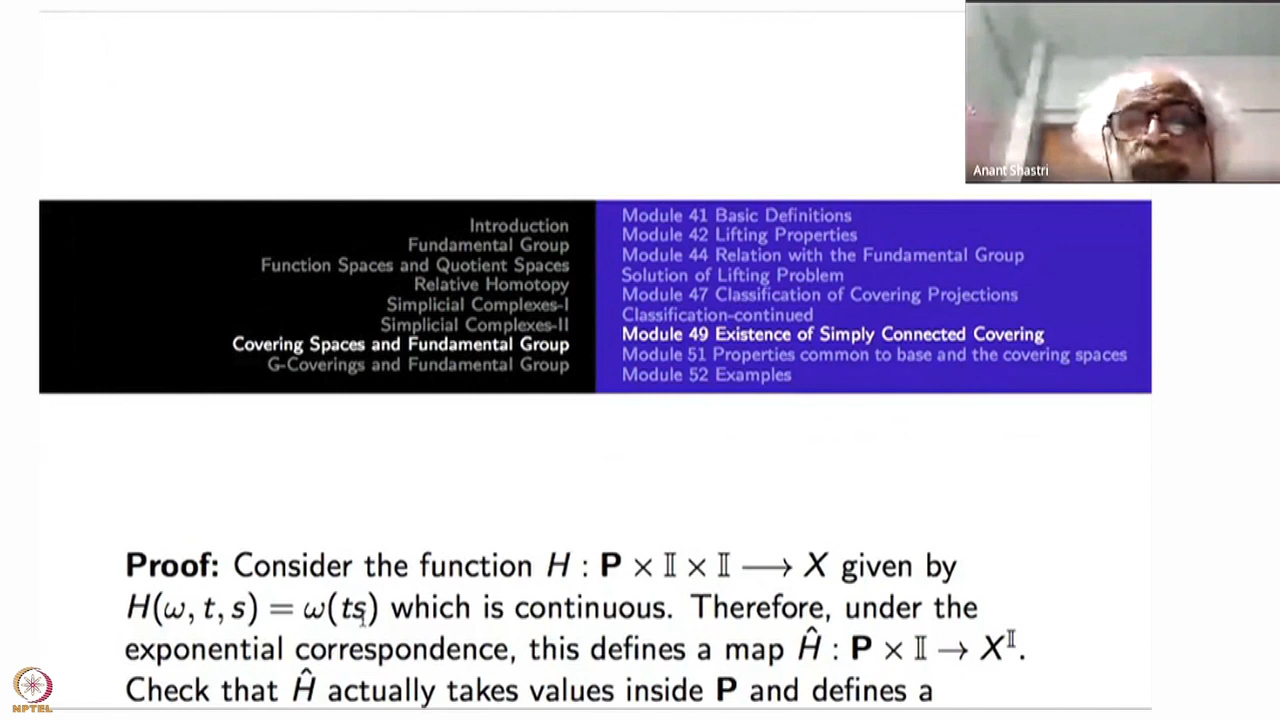 Anant Shastri
Introduction
Fundamental Group
Function Spaces and Quotient Spaces
Relative Homotopy
Simplicial Complexes-I
Simplicial Complexes-II
Covering Spaces and Fundamental Group
G-Coverings and Fundamental Group
Module 41 Basic Definitions
Module 42 Lifting Properties
Module 44 Relation with the Fundamental Group
Solution of Lifting Problem
Module 47 Classification of Covering Projections
Classification-continued
Module 49 Existence of Simply Connected Covering
Module 51 Properties common to base and the covering spaces
Module 52 Examples
Proof: Consider the function H : P × 𝕀 × 𝕀 ⟶ X given by
H(ω, t, s) = ω(ts) which is continuous. Therefore, under the
exponential correspondence, this defines a map Ĥ : P × 𝕀 → X^𝕀.
Check that Ĥ actually takes values inside P and defines a
NPTEL